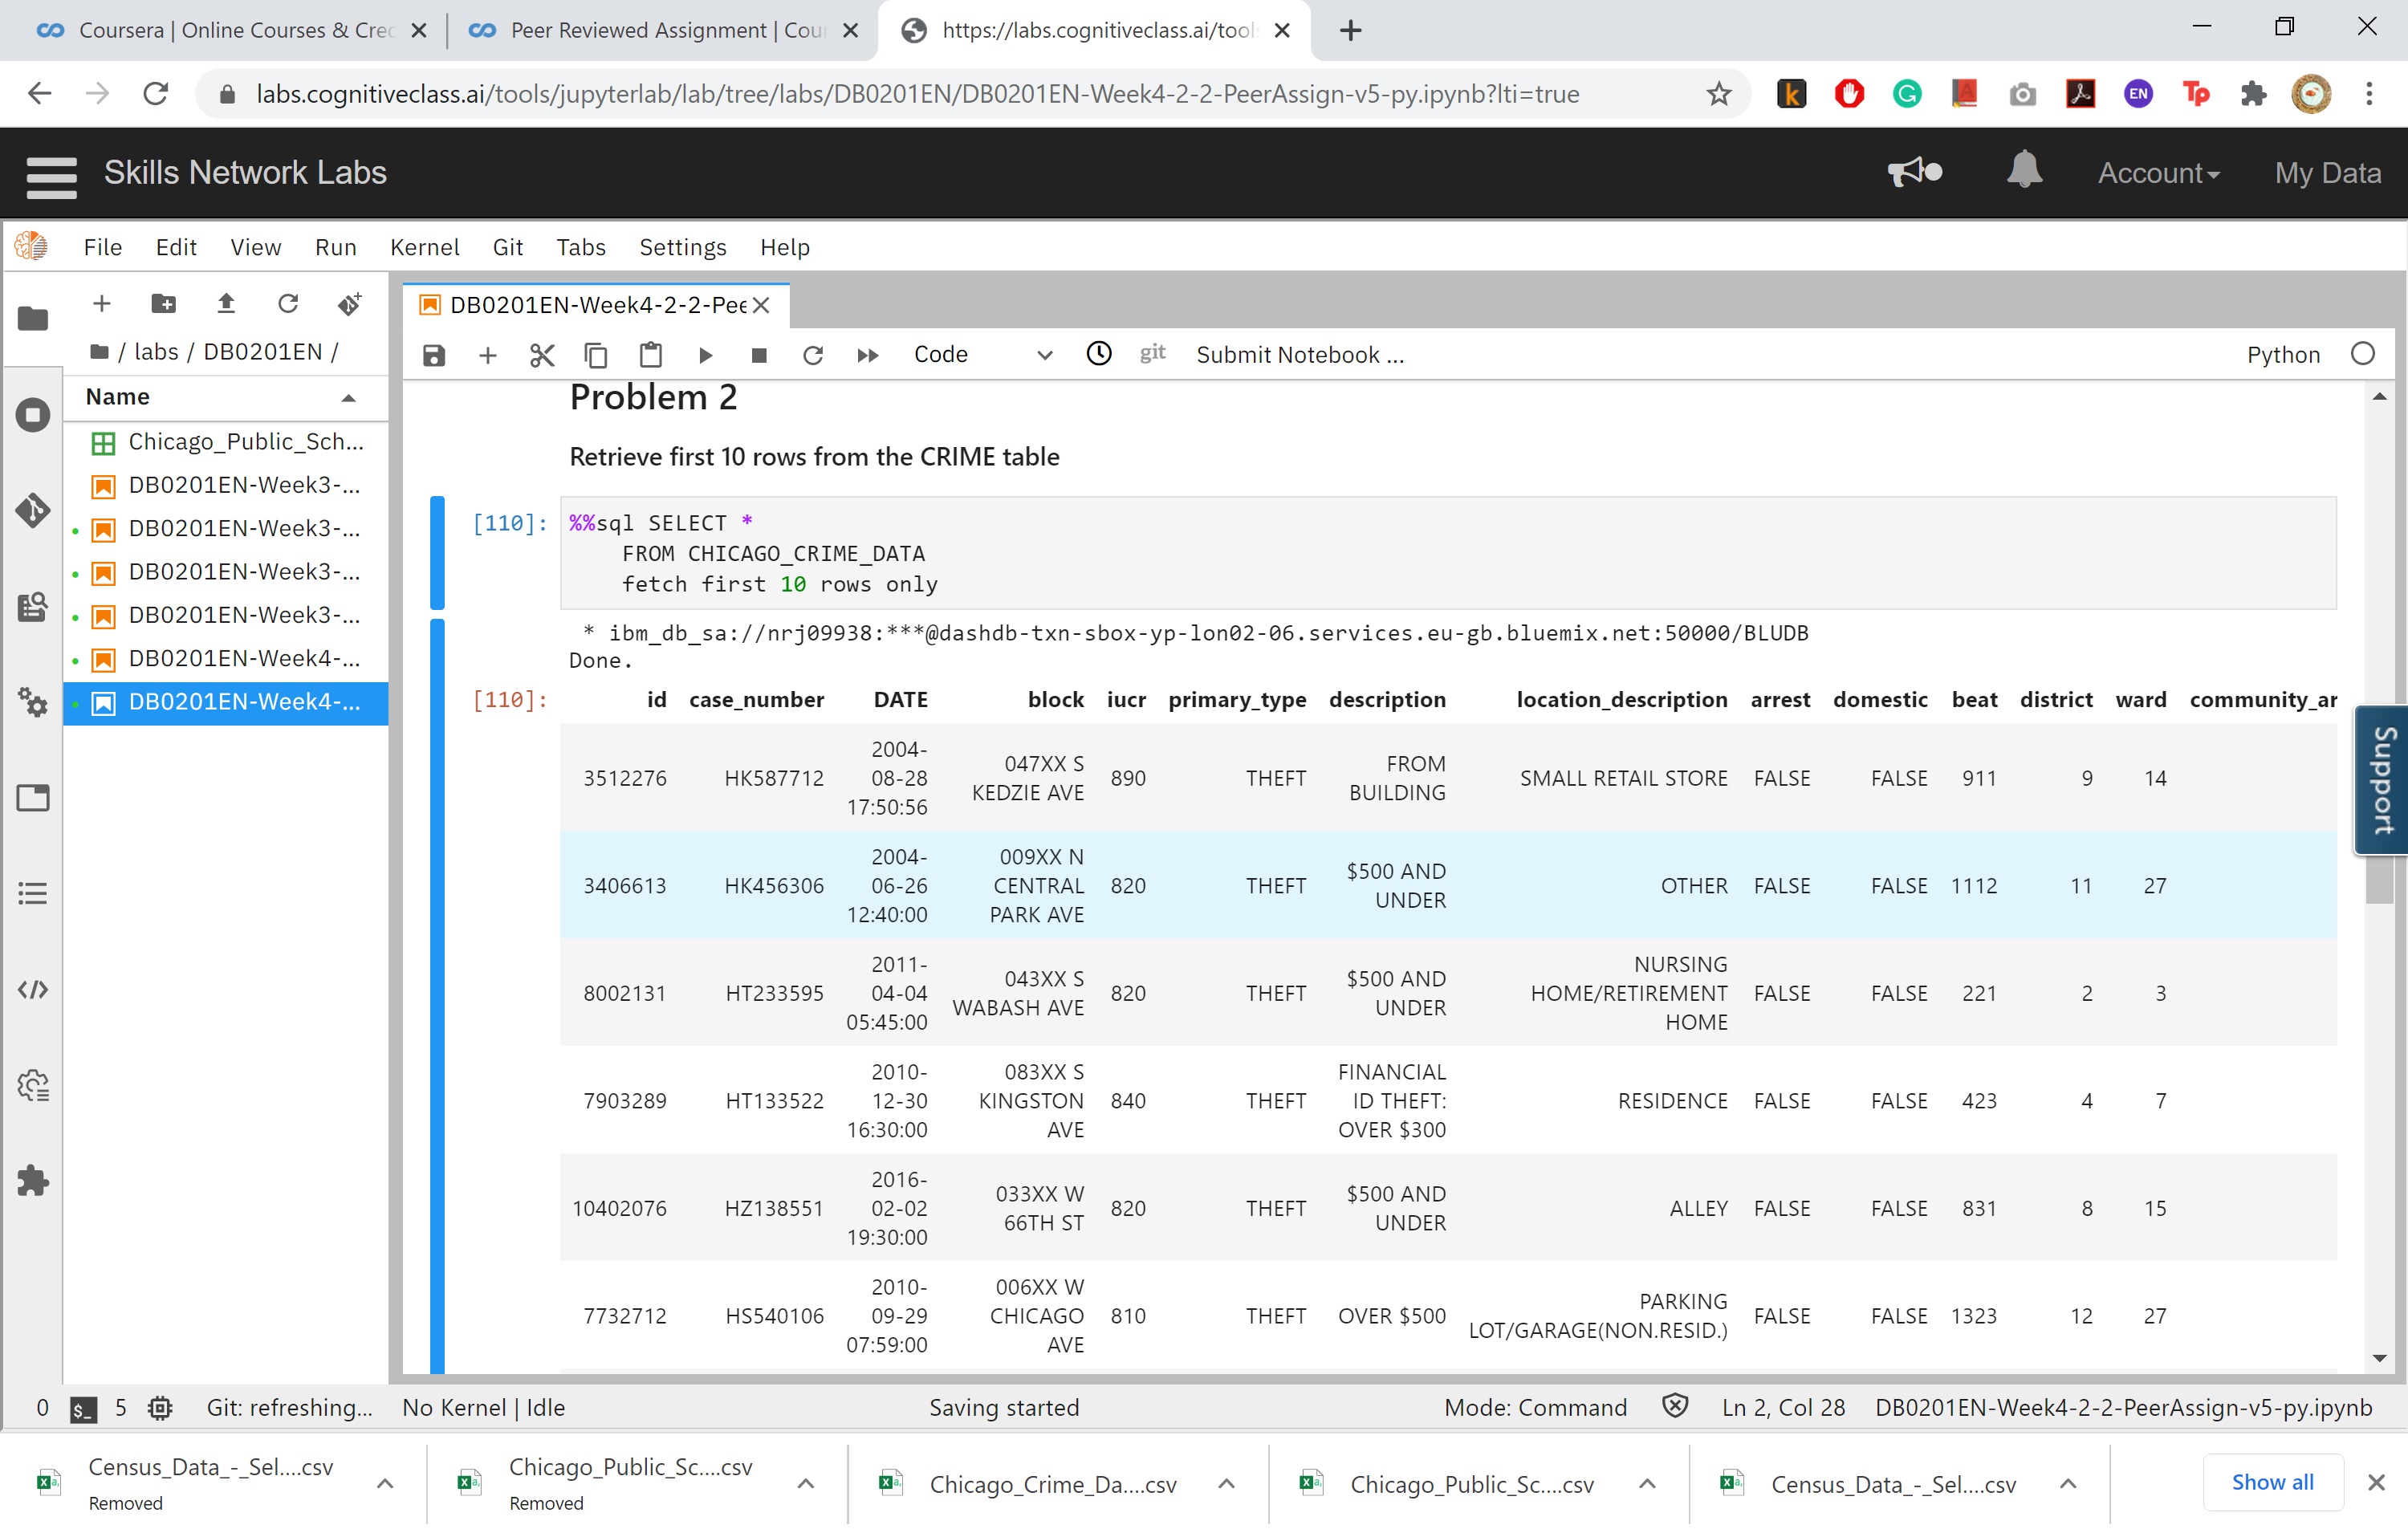 Coursera | Online Courses & Crec
Peer Reviewed Assignment | Cour
https://labs.cognitiveclass.ai/tools
labs.cognitiveclass.ai/tools/jupyterlab/lab/tree/labs/DB0201EN/DB0201EN-Week4-2-2-PeerAssign-v5-py.ipynb?lti=true
Skills Network Labs
Account
My Data
File Edit View Run Kernel Git Tabs Settings Help
/ labs / DB0201EN /
Name
Chicago_Public_Sch...
DB0201EN-Week3-...
DB0201EN-Week3-...
DB0201EN-Week3-...
DB0201EN-Week3-...
DB0201EN-Week4-...
DB0201EN-Week4-...
DB0201EN-Week4-2-2-Pee
Code
git
Submit Notebook ...
Python
Problem 2
Retrieve first 10 rows from the CRIME table
[110]: %%sql SELECT *
FROM CHICAGO_CRIME_DATA
fetch first 10 rows only
* ibm_db_sa://nrj09938:***@dashdb-txn-sbox-yp-lon02-06.services.eu-gb.bluemix.net:50000/BLUDB
Done.
[110]: id case_number DATE block iucr primary_type description location_description arrest domestic beat district ward community_ar
3512276 HK587712 2004-08-28 17:50:56 047XX S KEDZIE AVE 890 THEFT FROM BUILDING SMALL RETAIL STORE FALSE FALSE 911 9 14
3406613 HK456306 2004-06-26 12:40:00 009XX N CENTRAL PARK AVE 820 THEFT $500 AND UNDER OTHER FALSE FALSE 1112 11 27
8002131 HT233595 2011-04-04 05:45:00 043XX S WABASH AVE 820 THEFT $500 AND UNDER NURSING HOME/RETIREMENT HOME FALSE FALSE 221 2 3
7903289 HT133522 2010-12-30 16:30:00 083XX S KINGSTON AVE 840 THEFT FINANCIAL ID THEFT: OVER $300 RESIDENCE FALSE FALSE 423 4 7
10402076 HZ138551 2016-02-02 19:30:00 033XX W 66TH ST 820 THEFT $500 AND UNDER ALLEY FALSE FALSE 831 8 15
7732712 HS540106 2010-09-29 07:59:00 006XX W CHICAGO AVE 810 THEFT OVER $500 PARKING LOT/GARAGE(NON.RESID.) FALSE FALSE 1323 12 27
Support
0 $_ 5 Git: refreshing... No Kernel | Idle Saving started Mode: Command Ln 2, Col 28 DB0201EN-Week4-2-2-PeerAssign-v5-py.ipynb
Census_Data_-_Sel....csv
Removed
Chicago_Public_Sc....csv
Removed
Chicago_Crime_Da....csv
Chicago_Public_Sc....csv
Census_Data_-_Sel....csv
Show all